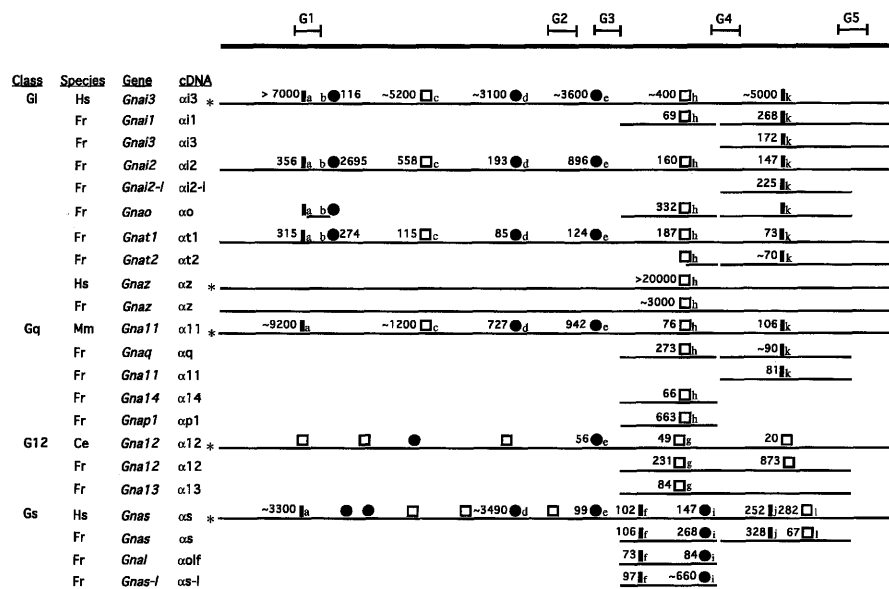 G1 G2 G3 G4 G5
Class Species Gene cDNA
GI Hs Gnai3 αi3 * > 7000 a b 116 ~5200 c ~3100 d ~3600 e ~400 h ~5000 k
Fr Gnai1 αi1 69 h 268 k
Fr Gnai3 αi3 172 k
Fr Gnai2 αi2 356 a b 2695 558 c 193 d 896 e 160 h 147 k
Fr Gnai2-l αi2-l 225 k
Fr Gnao αo a b 332 h k
Fr Gnat1 αt1 315 a b 274 115 c 85 d 124 e 187 h 73 k
Fr Gnat2 αt2 h ~70 k
Hs Gnaz αz * >20000 h
Fr Gnaz αz ~3000 h
Gq Mm Gna11 α11 * ~9200 a ~1200 c 727 d 942 e 76 h 106 k
Fr Gnaq αq 273 h ~90 k
Fr Gna11 α11 81 k
Fr Gna14 α14 66 h
Fr Gnap1 αp1 663 h
G12 Ce Gna12 α12 * 56 e 49 g 20
Fr Gna12 α12 231 g 873
Fr Gna13 α13 84 g
Gs Hs Gnas αs * ~3300 a ~3490 d 99 e 102 f 147 i 252 j 282 l
Fr Gnas αs 106 f 268 i 328 j 67 l
Fr Gnal αolf 73 f 84 i
Fr Gnas-l αs-l 97 f ~660 i